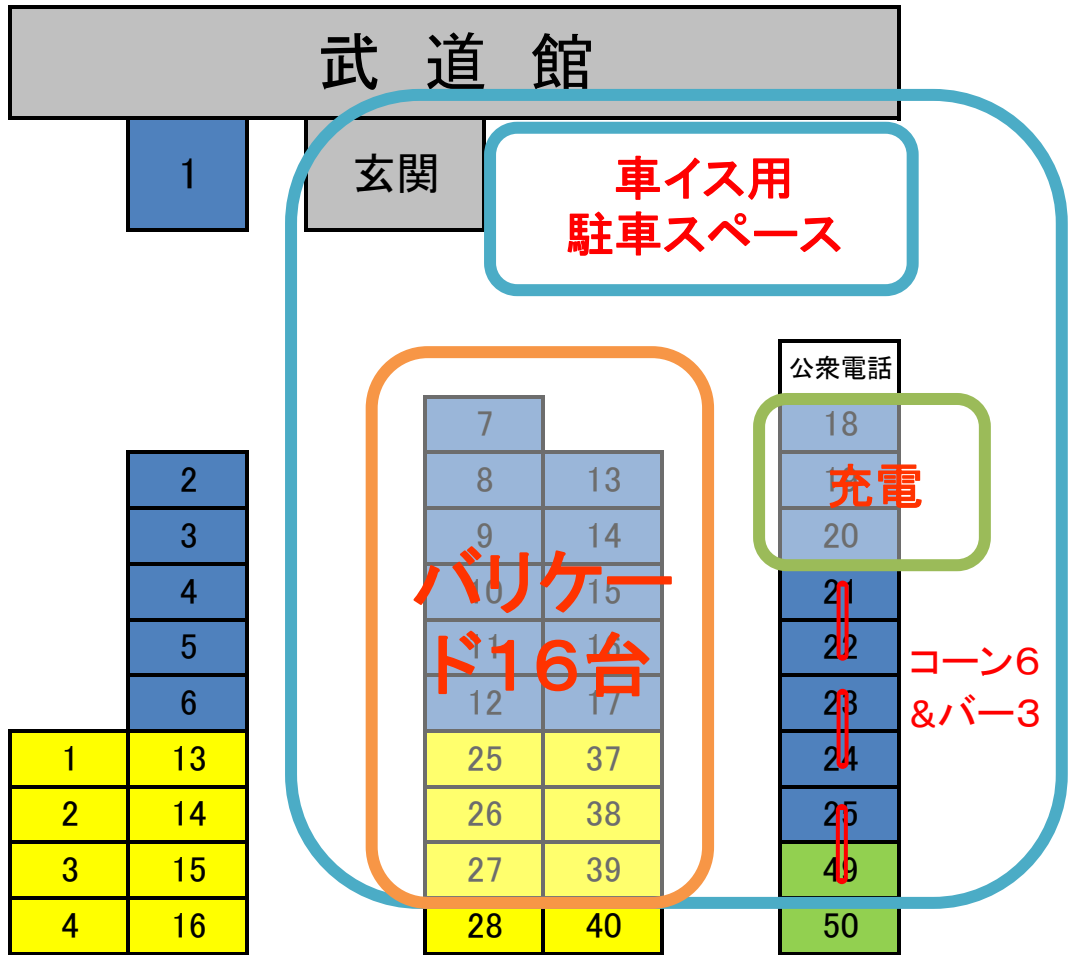 武 道 館
1
玄関
車イス用
駐車スペース
公衆電話
7 18
2 8 13 19
充電
3 9 14 20
バリケー
ド16台
4 10 15 21
5 11 16 22
コーン6
&バー3
6 12 17 23
1 13 25 37 24
2 14 26 38 25
3 15 27 39 49
4 16 28 40 50